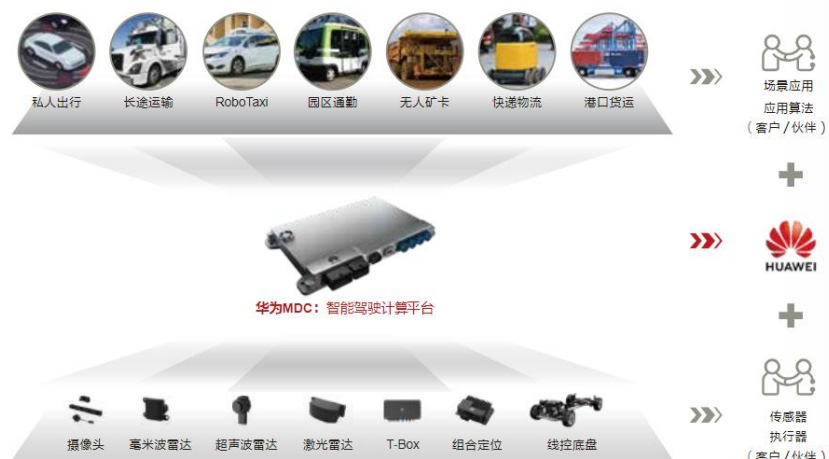 私人出行
长途运输
RoboTaxi
园区通勤
无人矿卡
快递物流
港口货运
场景应用
应用算法
（客户/伙伴）
HUAWEI
华为MDC：智能驾驶计算平台
摄像头
毫米波雷达
超声波雷达
激光雷达
T-Box
组合定位
线控底盘
传感器
执行器
（客户/伙伴）